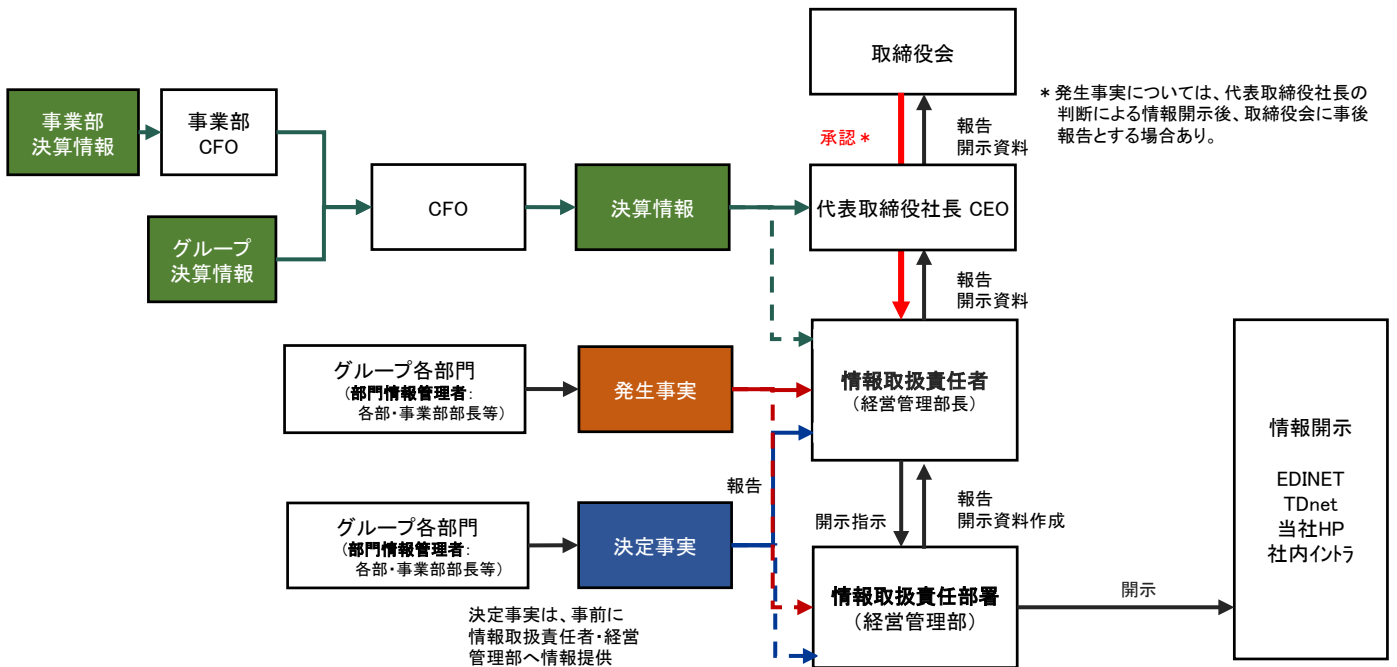 取締役会
＊発生事実については、代表取締役社長の
判断による情報開示後、取締役会に事後
報告とする場合あり。
事業部
決算情報
事業部
CFO
承認＊
報告
開示資料
グループ
決算情報
CFO
決算情報
代表取締役社長 CEO
報告
開示資料
グループ各部門
（部門情報管理者：
各部・事業部部長等）
発生事実
情報取扱責任者
（経営管理部長）
報告
グループ各部門
（部門情報管理者：
各部・事業部部長等）
決定事実
開示指示
報告
開示資料作成
決定事実は、事前に
情報取扱責任者・経営
管理部へ情報提供
情報取扱責任部署
（経営管理部）
開示
情報開示
EDINET
TDnet
当社HP
社内イントラ